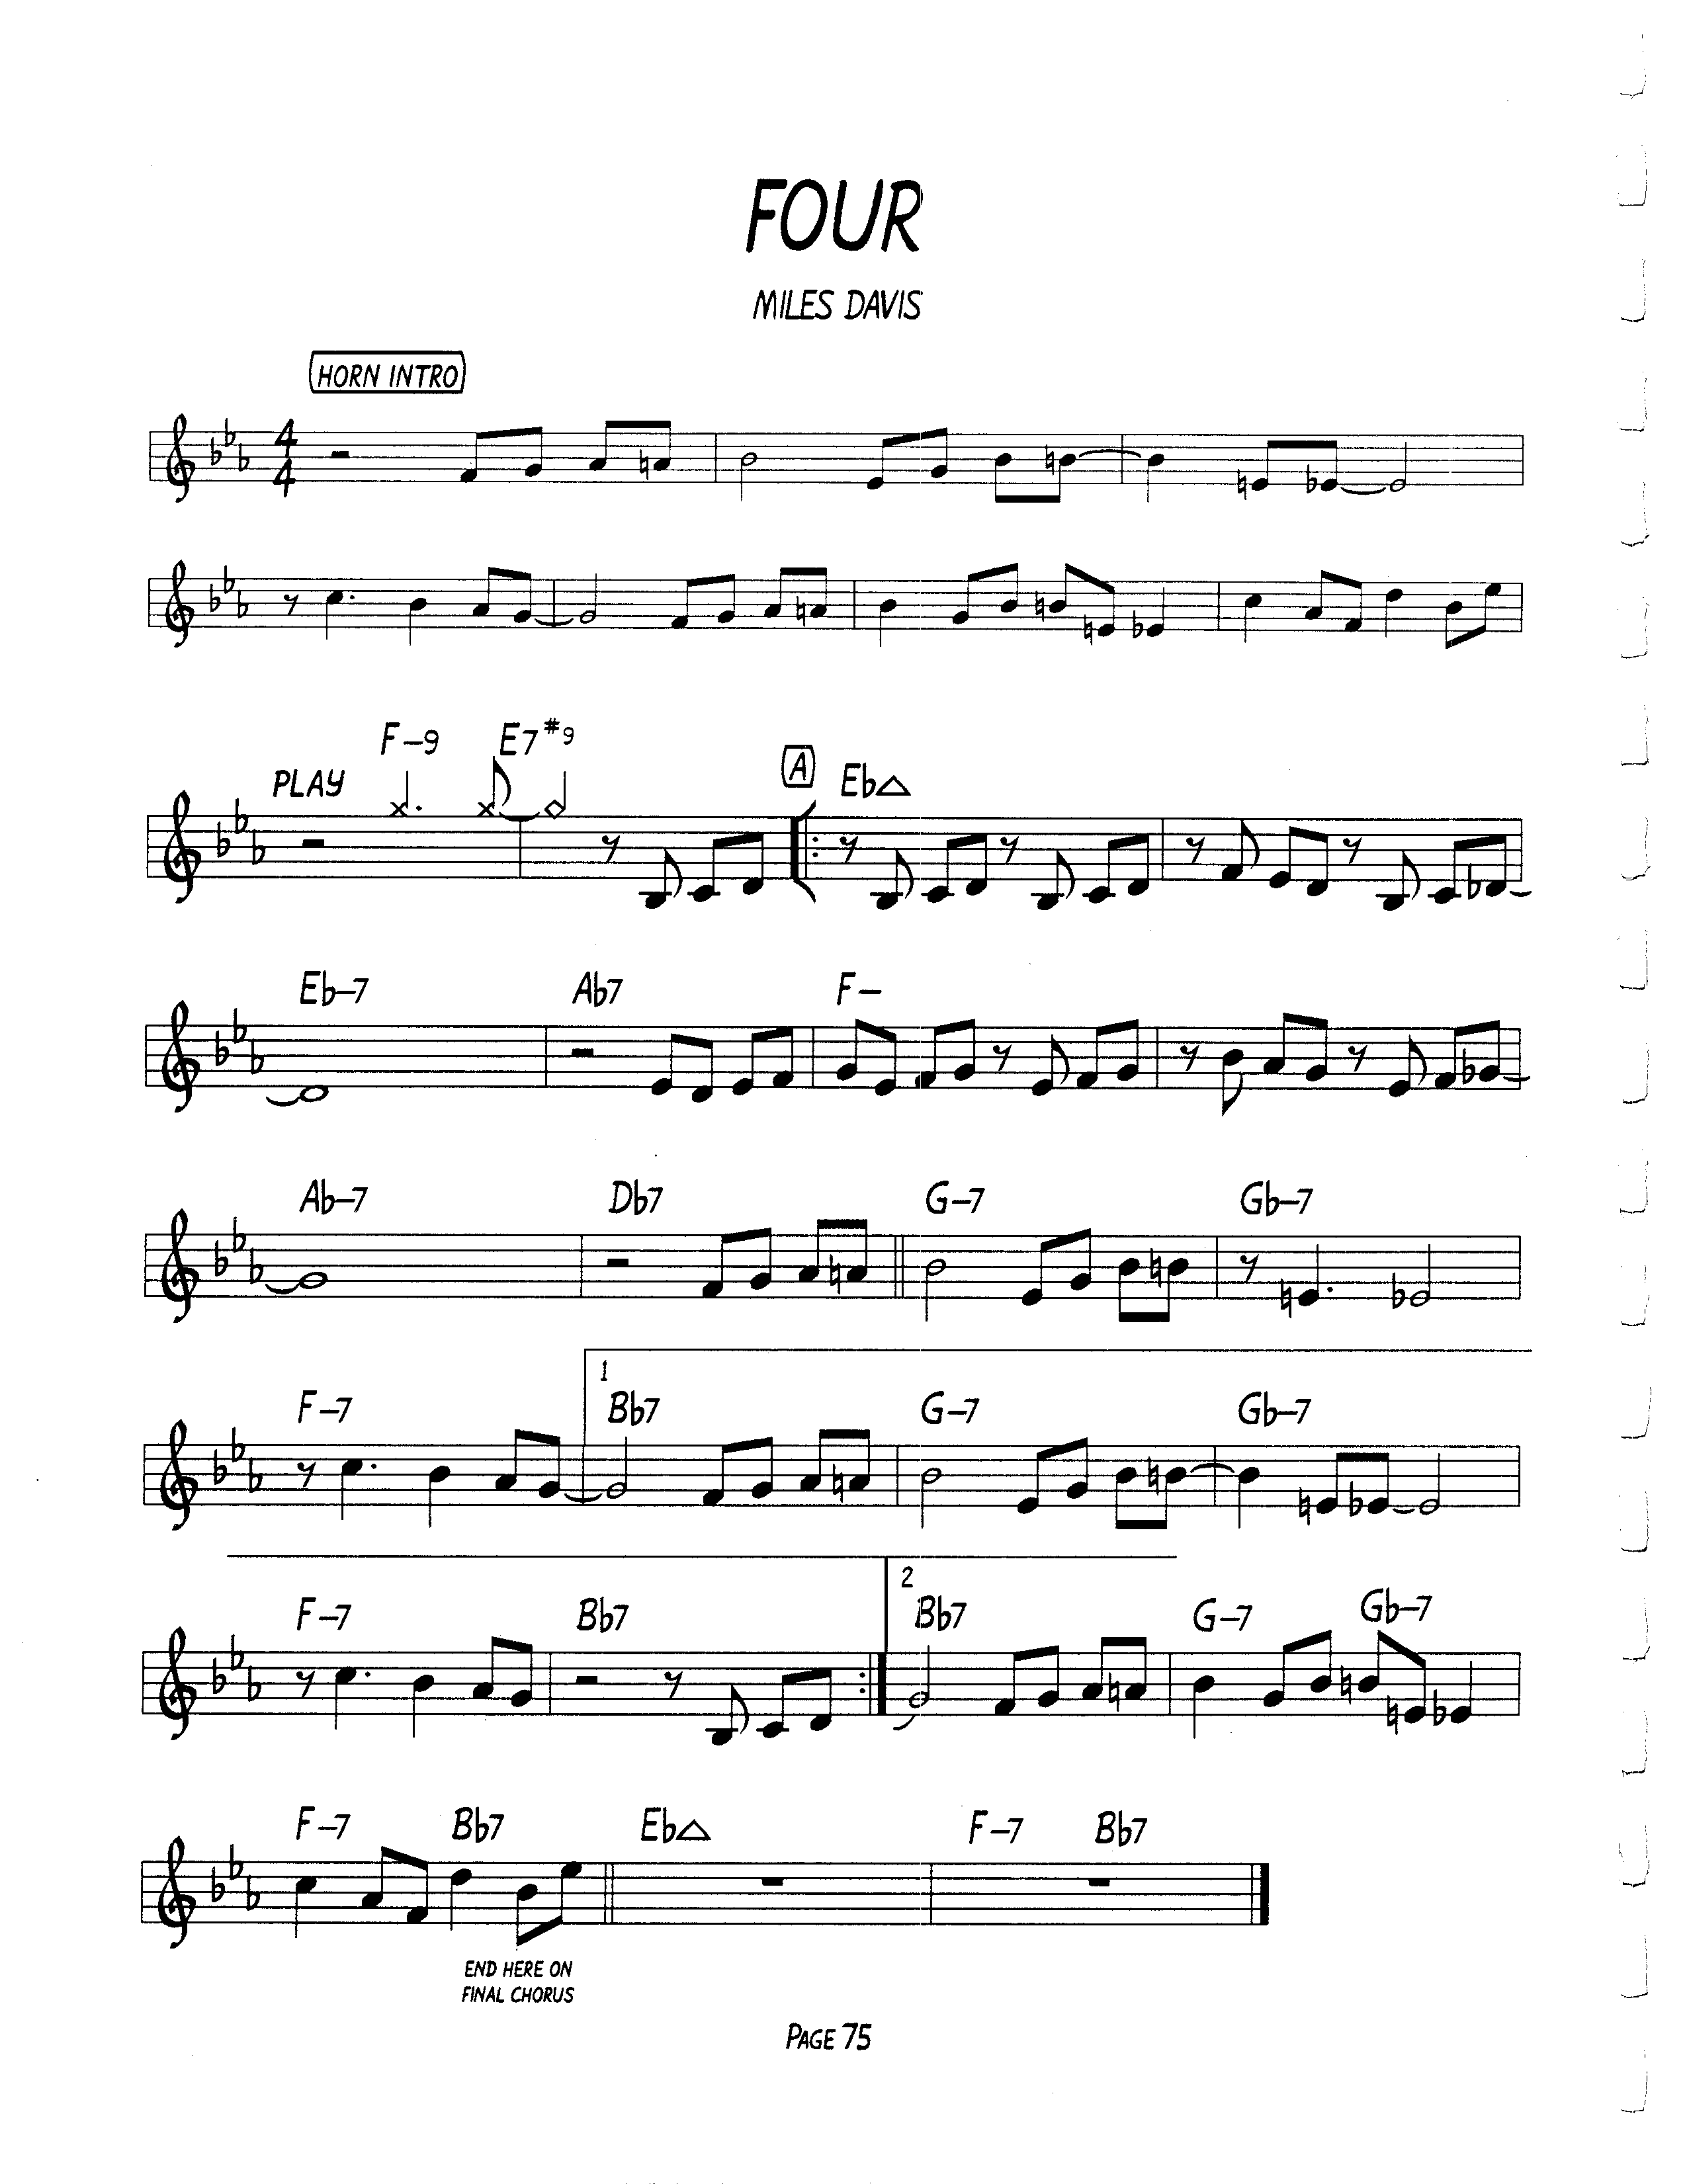 FOUR
MILES DAVIS
HORN INTRO
4
4
F-9 E7#9
PLAY
A
Eb△
Eb-7 Ab7 F-
Ab-7 Db7 G-7 Gb-7
1
F-7 Bb7 G-7 Gb-7
2
F-7 Bb7 Bb7 G-7 Gb-7
F-7 Bb7 Eb△ F-7 Bb7
END HERE ON
FINAL CHORUS
PAGE 75